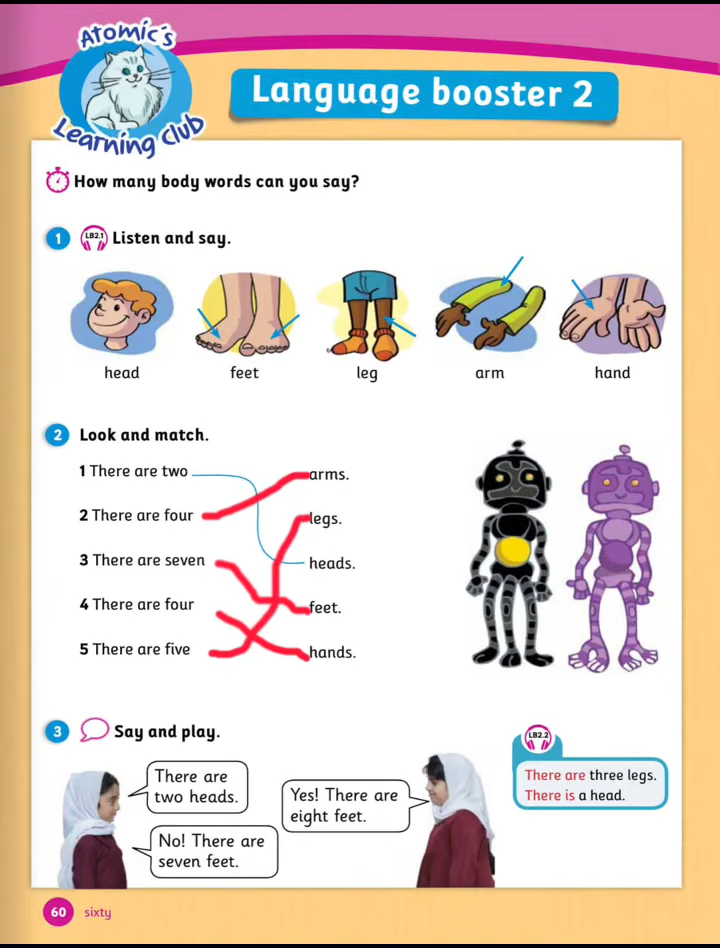 Atomic's
Learning Club
Language booster 2
How many body words can you say?
1 LB2.1 Listen and say.
head feet leg arm hand
2 Look and match.
1 There are two arms.
2 There are four legs.
3 There are seven heads.
4 There are four feet.
5 There are five hands.
3 Say and play.
There are
two heads.
No! There are
seven feet.
Yes! There are
eight feet.
LB2.2
There are three legs.
There is a head.
60 sixty